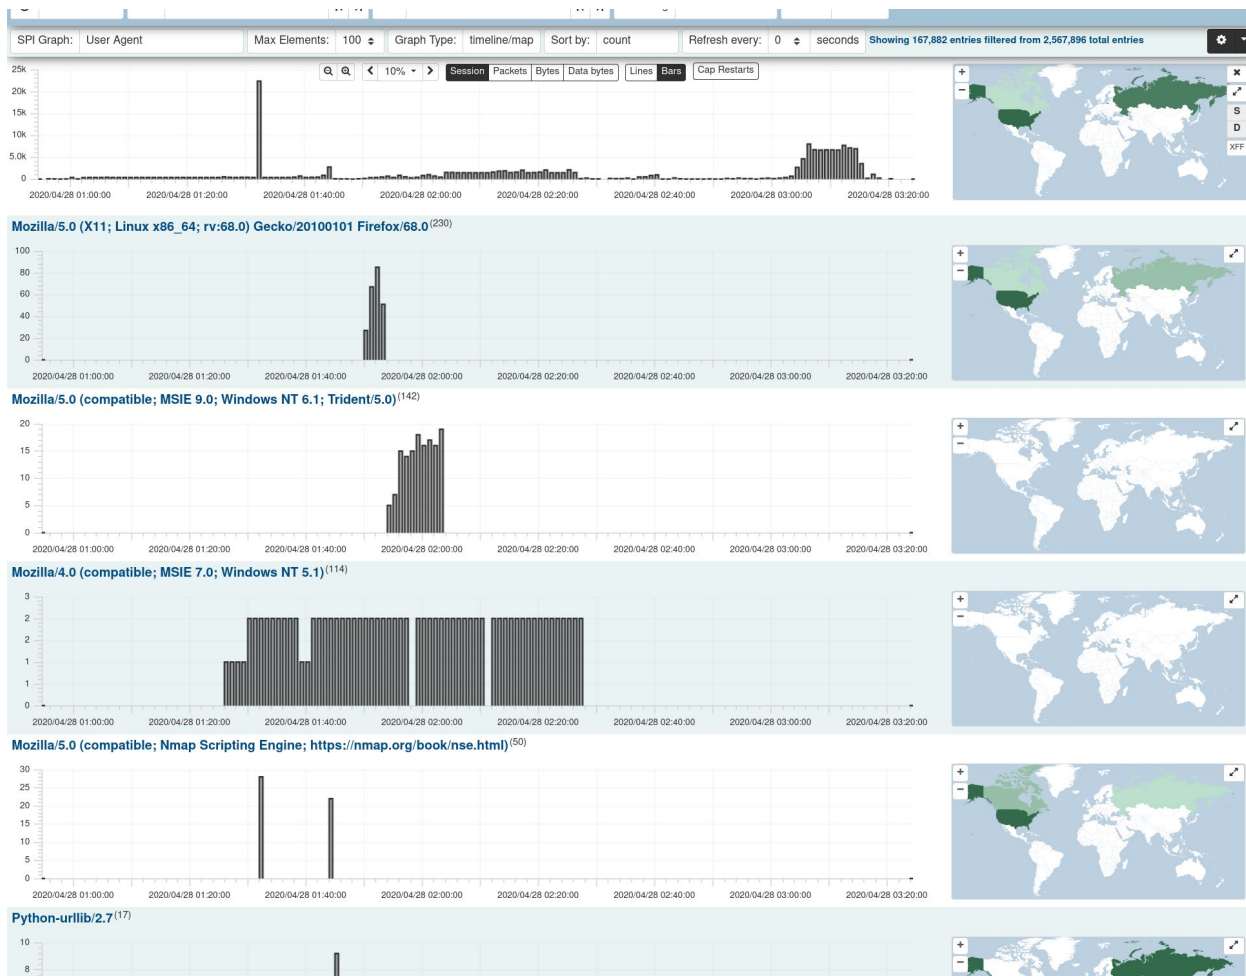 SPI Graph: User Agent Max Elements: 100 Graph Type: timeline/map Sort by: count Refresh every: 0 seconds Showing 167,882 entries filtered from 2,567,896 total entries
10% Session Packets Bytes Data bytes Lines Bars Cap Restarts
25k
20k
15k
10k
5.0k
0
2020/04/28 01:00:00 2020/04/28 01:20:00 2020/04/28 01:40:00 2020/04/28 02:00:00 2020/04/28 02:20:00 2020/04/28 02:40:00 2020/04/28 03:00:00 2020/04/28 03:20:00
+
−
S
D
XFF
Mozilla/5.0 (X11; Linux x86_64; rv:68.0) Gecko/20100101 Firefox/68.0 (230)
100
80
60
40
20
0
2020/04/28 01:00:00 2020/04/28 01:20:00 2020/04/28 01:40:00 2020/04/28 02:00:00 2020/04/28 02:20:00 2020/04/28 02:40:00 2020/04/28 03:00:00 2020/04/28 03:20:00
+
−
Mozilla/5.0 (compatible; MSIE 9.0; Windows NT 6.1; Trident/5.0) (142)
20
15
10
5
0
2020/04/28 01:00:00 2020/04/28 01:20:00 2020/04/28 01:40:00 2020/04/28 02:00:00 2020/04/28 02:20:00 2020/04/28 02:40:00 2020/04/28 03:00:00 2020/04/28 03:20:00
+
−
Mozilla/4.0 (compatible; MSIE 7.0; Windows NT 5.1) (114)
3
2
2
1
1
0
2020/04/28 01:00:00 2020/04/28 01:20:00 2020/04/28 01:40:00 2020/04/28 02:00:00 2020/04/28 02:20:00 2020/04/28 02:40:00 2020/04/28 03:00:00 2020/04/28 03:20:00
+
−
Mozilla/5.0 (compatible; Nmap Scripting Engine; https://nmap.org/book/nse.html) (50)
30
25
20
15
10
5
0
2020/04/28 01:00:00 2020/04/28 01:20:00 2020/04/28 01:40:00 2020/04/28 02:00:00 2020/04/28 02:20:00 2020/04/28 02:40:00 2020/04/28 03:00:00 2020/04/28 03:20:00
+
−
Python-urllib/2.7 (17)
10
8
+
−